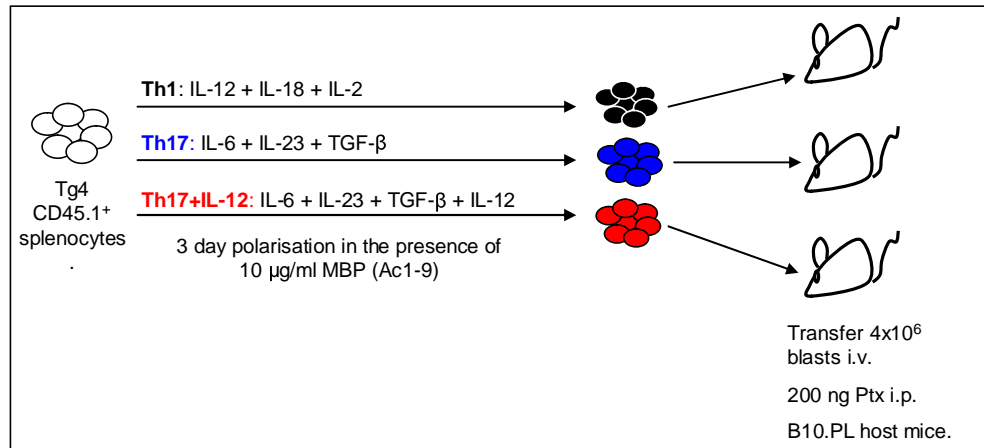 Th1: IL-12 + IL-18 + IL-2
Th17: IL-6 + IL-23 + TGF-β
Th17+IL-12: IL-6 + IL-23 + TGF-β + IL-12
Tg4
CD45.1⁺
splenocytes
.
3 day polarisation in the presence of
10 µg/ml MBP (Ac1-9)
Transfer 4x10⁶
blasts i.v.
200 ng Ptx i.p.
B10.PL host mice.